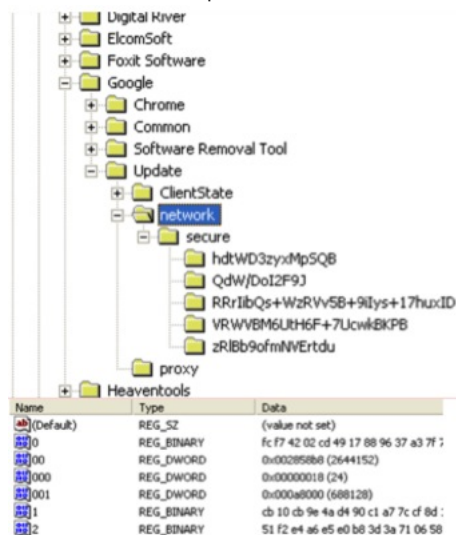 Digital River
ElcomSoft
Foxit Software
Google
Chrome
Common
Software Removal Tool
Update
ClientState
network
secure
hdtWD3zyxMpSQB
QdW/DoI2F9J
RRrIibQs+WzRVv5B+9iIys+17huxID
VRWVBM6UtH6F+7UcwkBKPB
zRlBb9ofmNVErtdu
proxy
Heaventools
Name Type Data
(Default) REG_SZ (value not set)
0 REG_BINARY fc f7 42 02 cd 49 17 88 96 37 a3 3f 7
00 REG_DWORD 0x002858b8 (2644152)
000 REG_DWORD 0x00000018 (24)
001 REG_DWORD 0x000a8000 (688128)
1 REG_BINARY cb 10 cb 9e 4a d4 90 c1 a7 7c cf 8d
2 REG_BINARY 51 f2 e4 a6 e5 e0 b8 3d 3a 71 06 58